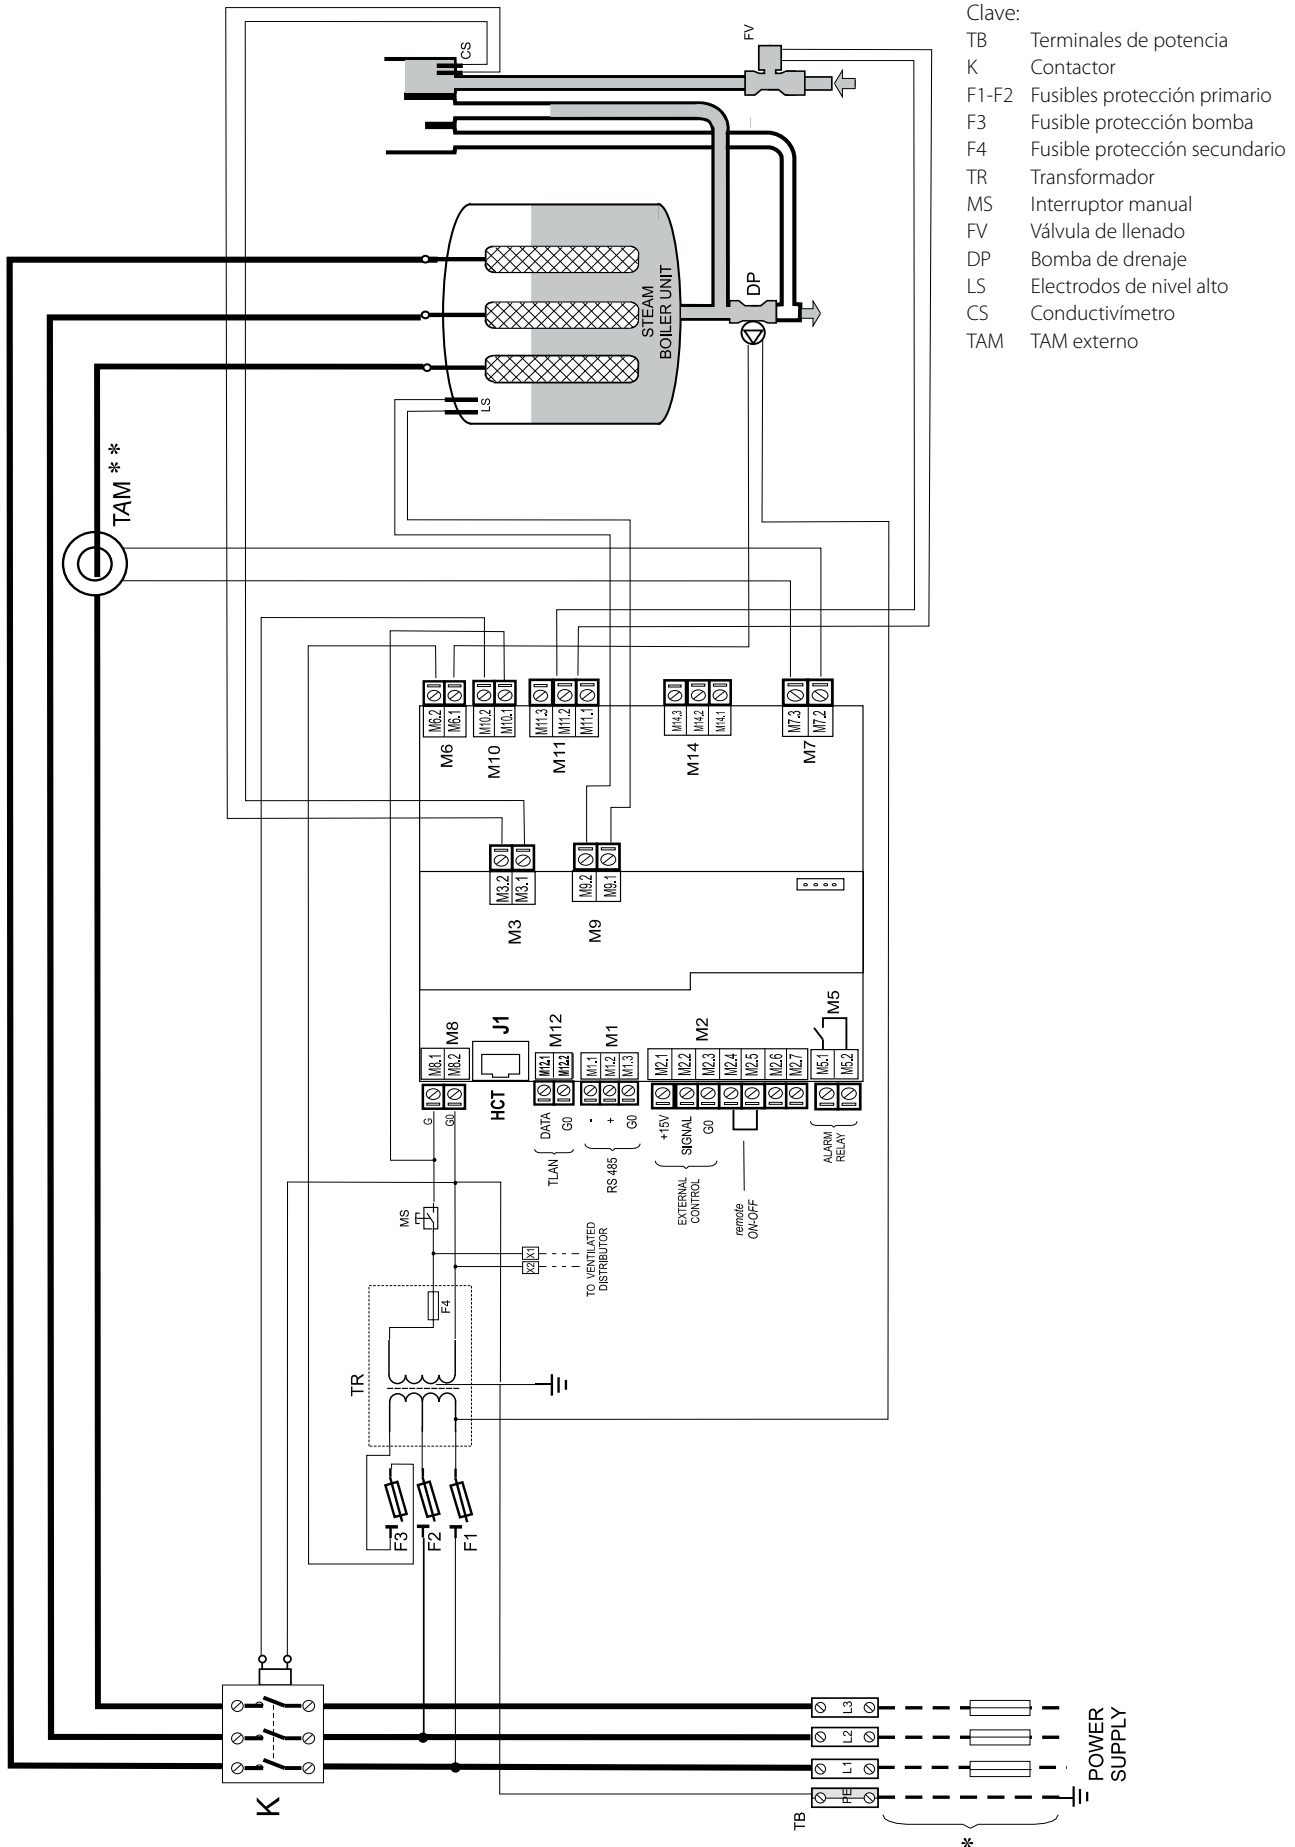 Clave:
TB Terminales de potencia
K Contactor
F1-F2 Fusibles protección primario
F3 Fusible protección bomba
F4 Fusible protección secundario
TR Transformador
MS Interruptor manual
FV Válvula de llenado
DP Bomba de drenaje
LS Electrodos de nivel alto
CS Conductivímetro
TAM TAM externo
CS
FV
STEAM
BOILER UNIT
DP
LS
TAM **
M6.2
M6.1
M10.2
M10.1
M11.3
M11.2
M11.1
M14.3
M14.2
M14.1
M7.3
M7.2
M6
M10
M11
M14
M7
M3.2
M3.1
M9.2
M9.1
M3
M9
M8
J1
M12
M1
M2
M5
M8.1
M8.2
M12.1
M12.2
M1.1
M1.2
M1.3
M2.1
M2.2
M2.3
M2.4
M2.5
M2.6
M2.7
M5.1
M5.2
G
G0
HCT
DATA
G0
TLAN
-
+
G0
RS 485
+15V
SIGNAL
G0
EXTERNAL
CONTROL
remote
ON-OFF
ALARM
RELAY
MS
X1
X2
TO VENTILATED
DISTRIBUTOR
F4
TR
F3
F2
F1
K
L3
L2
L1
PE
TB
POWER
SUPPLY
*